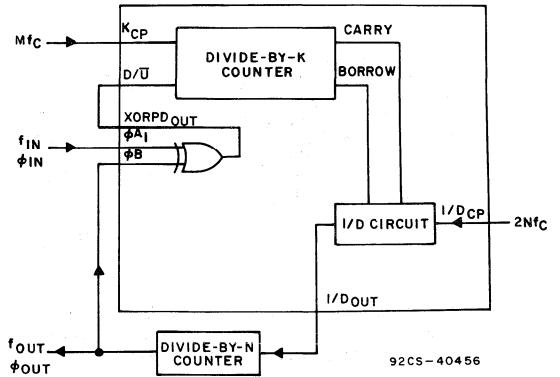 Mfc
KCP
D/U̅
DIVIDE-BY-K
COUNTER
CARRY
BORROW
XORPDOUT
φA1
φB
fIN
φIN
I/D CIRCUIT
I/DCP
2Nfc
I/DOUT
fOUT
φOUT
DIVIDE-BY-N
COUNTER
92CS-40456